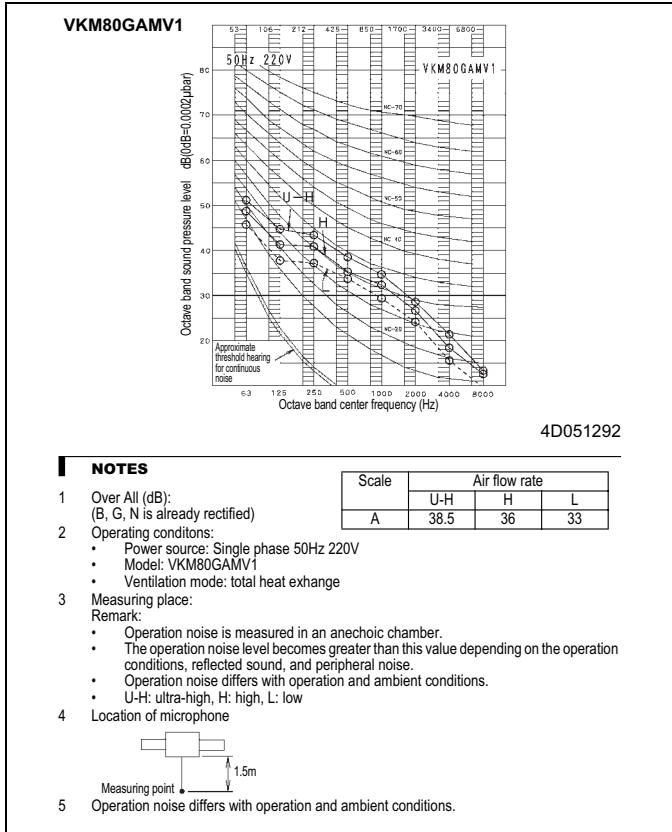 VKM80GAMV1
53 106 212 425 850 1700 3400 6800
50Hz 220V
VKM80GAMV1
Octave band sound pressure level dB(0dB=0.0002µbar)
80
70
60
50
40
30
20
NC-70
NC-60
NC-50
NC 40
NC-20
U-H
H
L
Approximate
threshold hearing
for continuous
noise
63 125 250 500 1000 2000 4000 8000
Octave band center frequency (Hz)
4D051292
NOTES
Scale Air flow rate
U-H H L
A 38.5 36 33
1 Over All (dB):
(B, G, N is already rectified)
2 Operating conditons:
• Power source: Single phase 50Hz 220V
• Model: VKM80GAMV1
• Ventilation mode: total heat exhange
3 Measuring place:
Remark:
• Operation noise is measured in an anechoic chamber.
• The operation noise level becomes greater than this value depending on the operation
conditions, reflected sound, and peripheral noise.
• Operation noise differs with operation and ambient conditions.
• U-H: ultra-high, H: high, L: low
4 Location of microphone
1.5m
Measuring point
5 Operation noise differs with operation and ambient conditions.